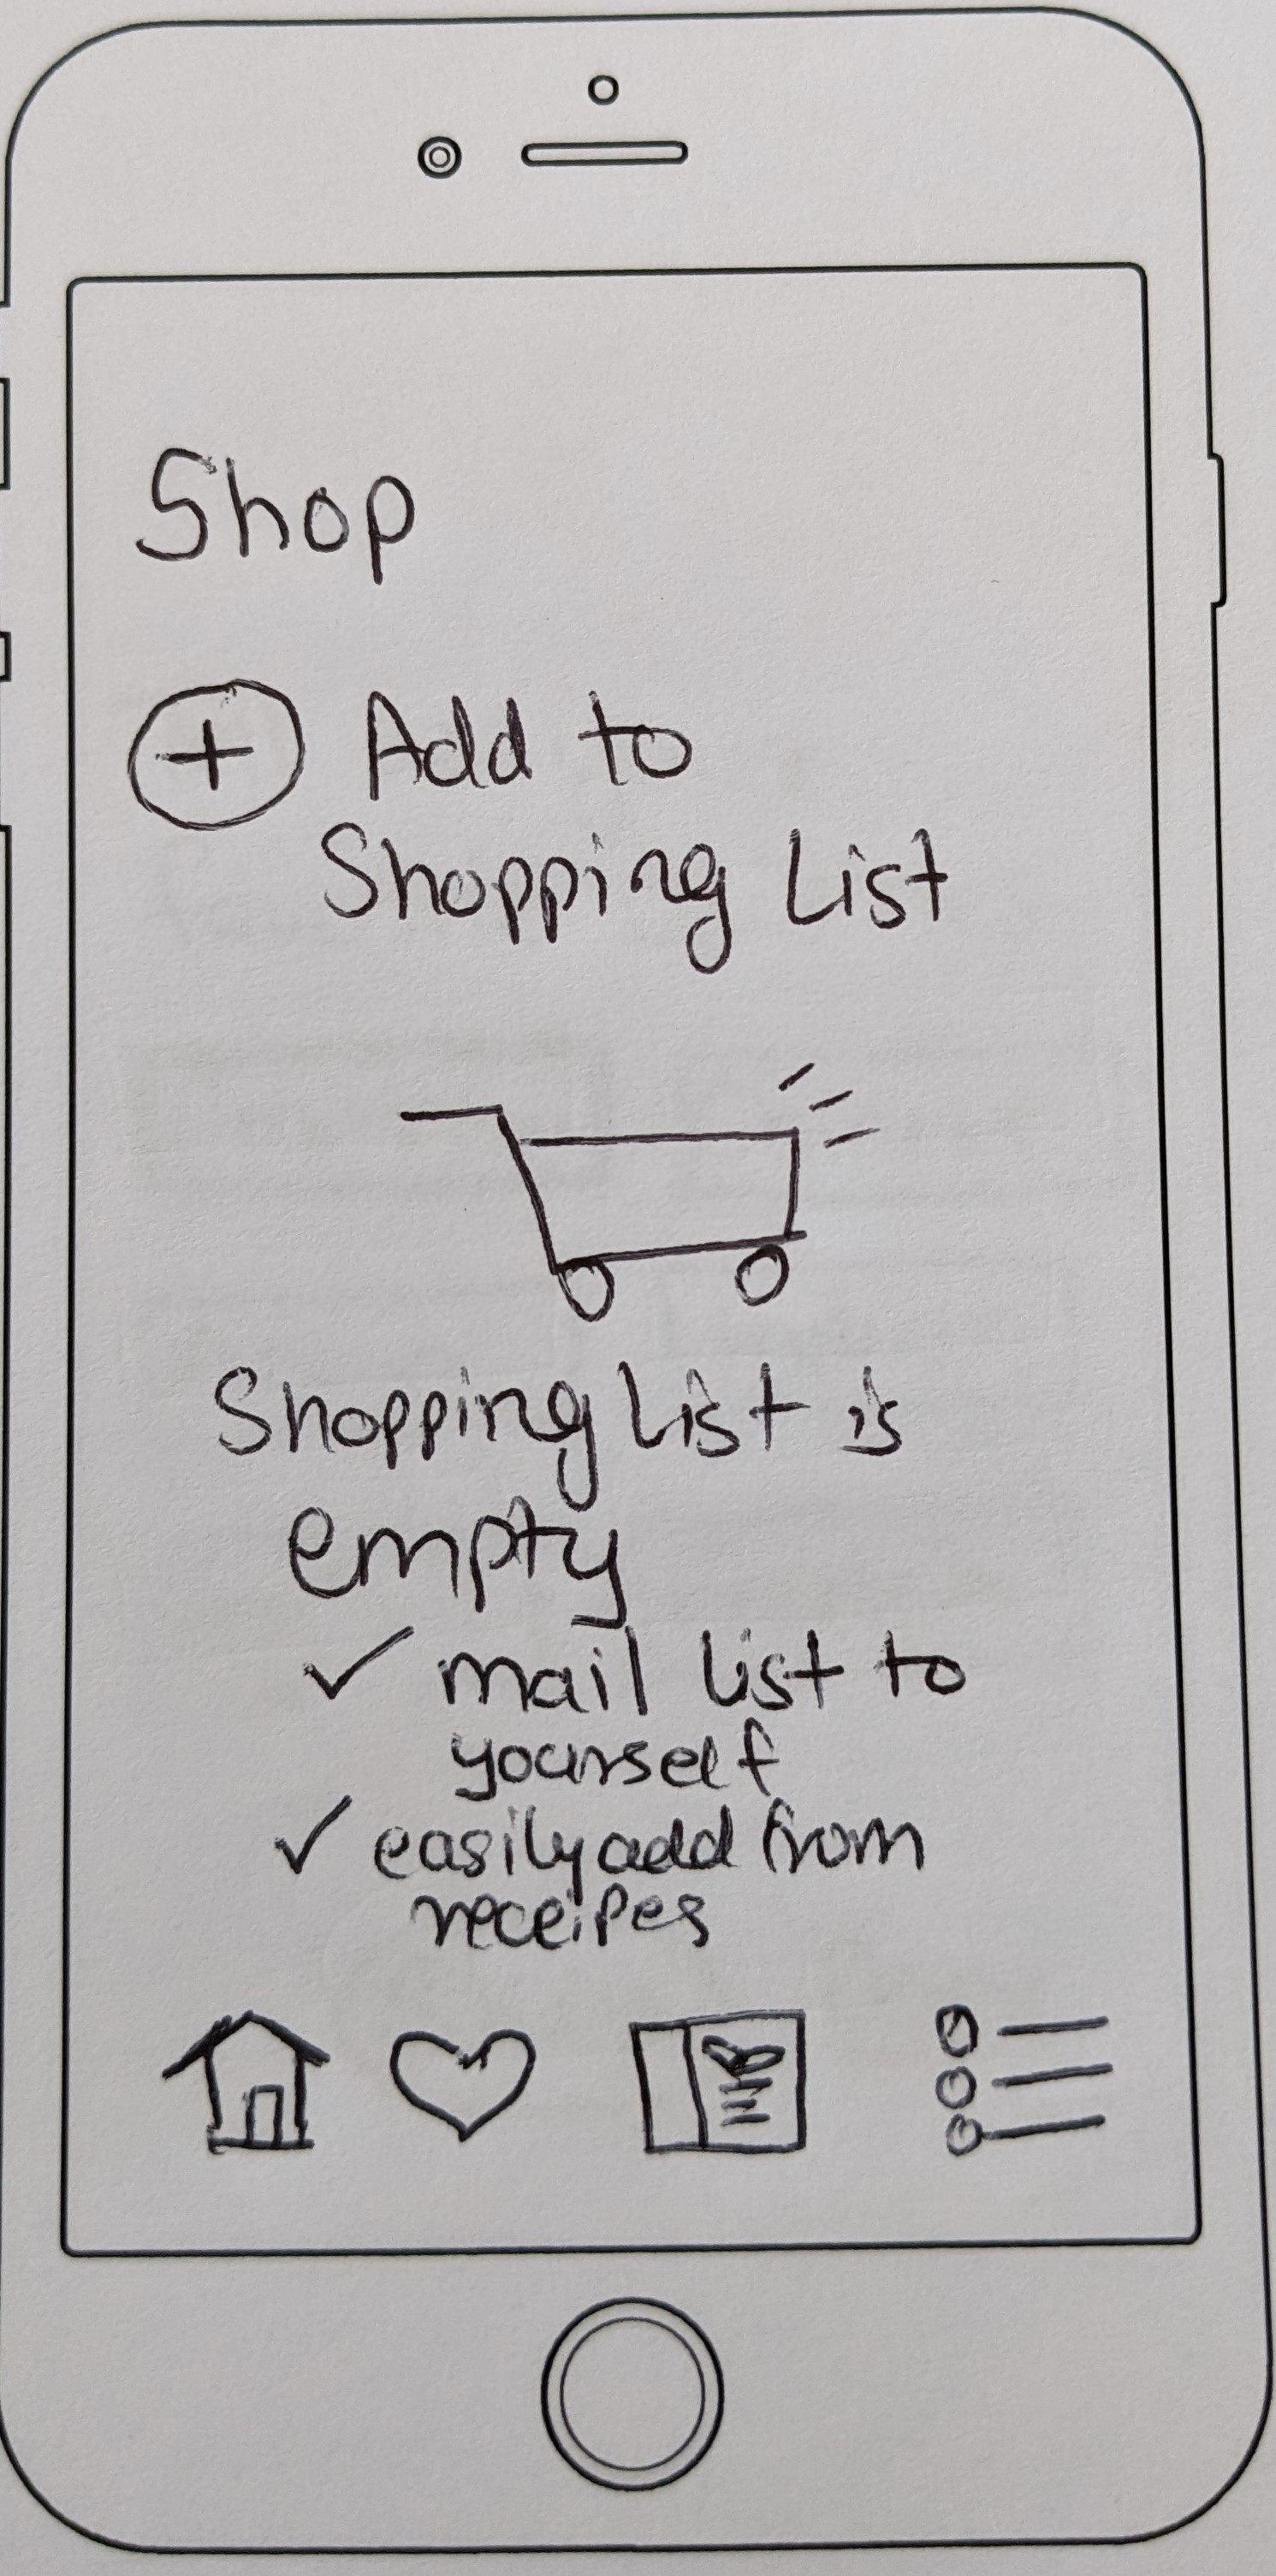 Shop
+ Add to
Shopping List
Shopping List is
empty
✓ mail list to
yourself
✓ easily add from
receipes